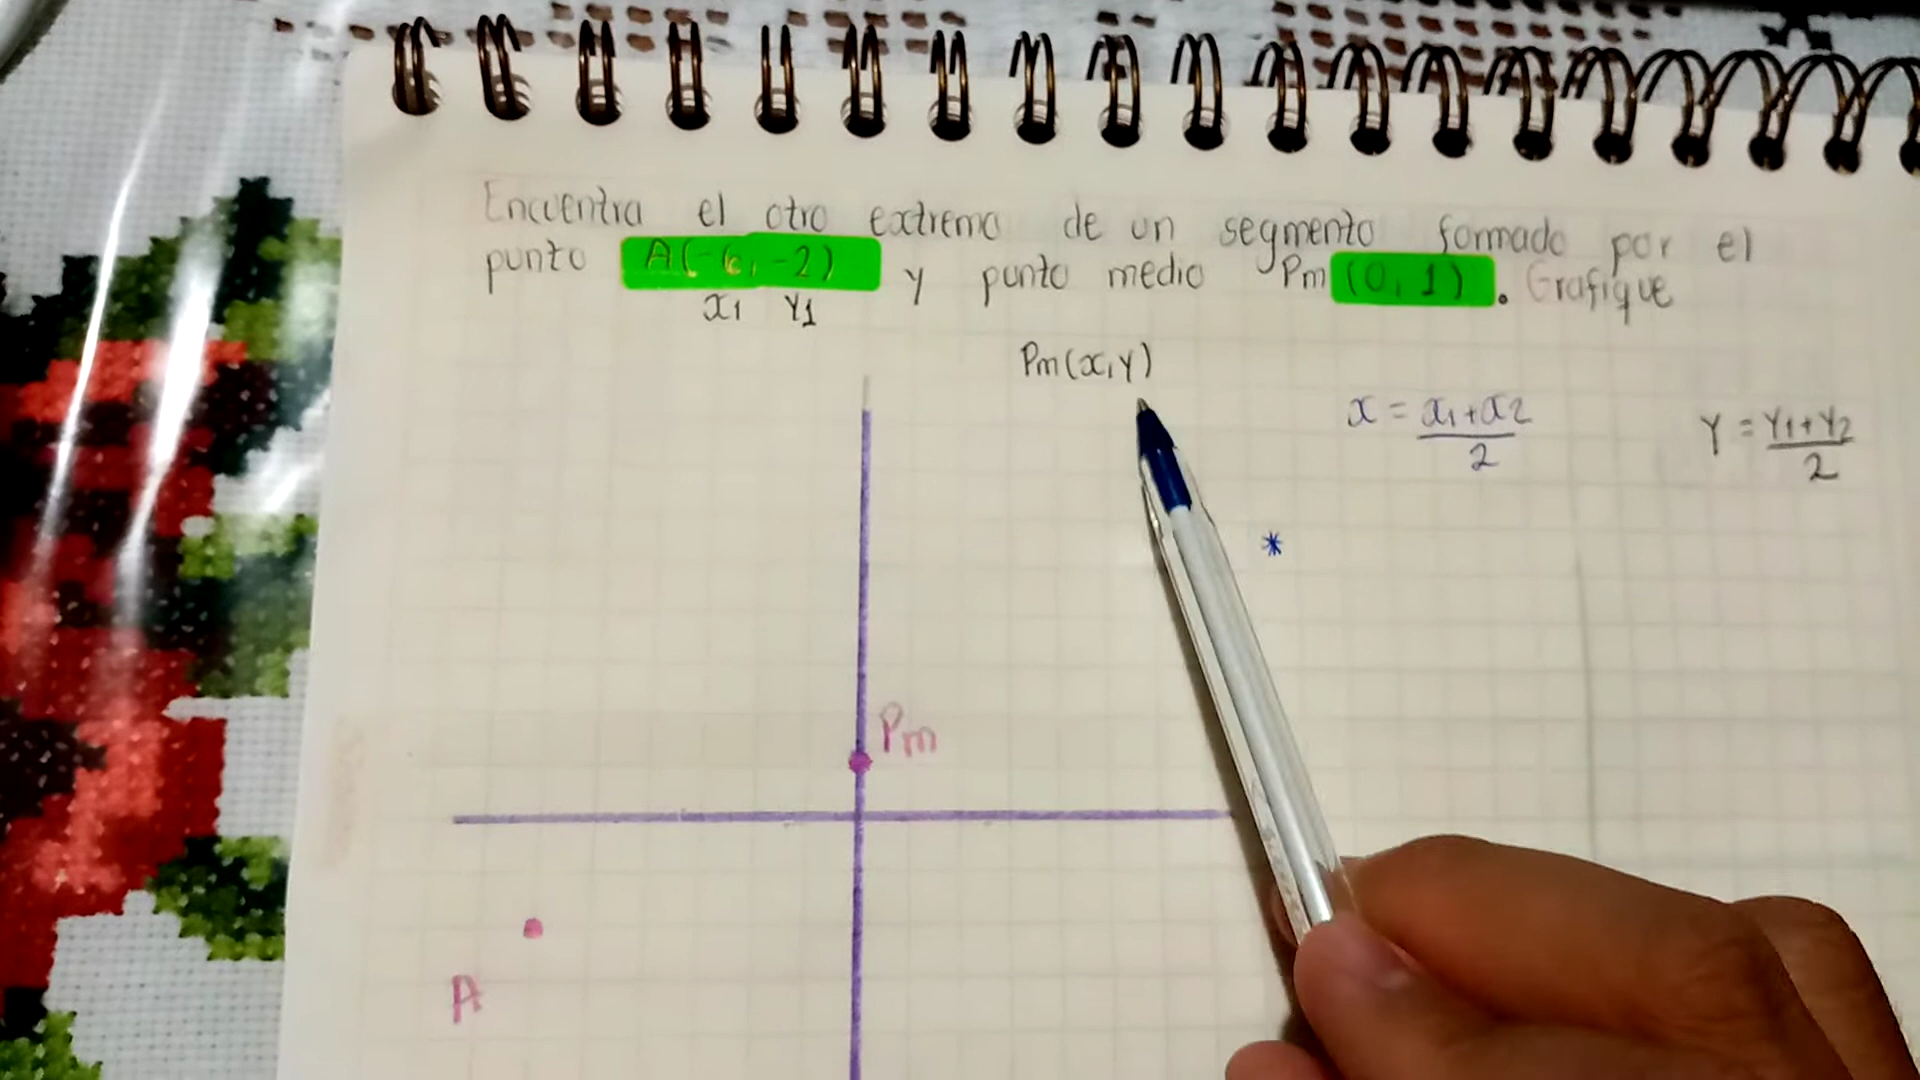 Encuentra el otro extremo de un segmento formado por el
punto A(-6, -2) y punto medio Pm (0, 1). Grafique
x1 Y1
Pm(x,y)
x = x1+x2
2
Y = Y1+Y2
2
*
Pm
A